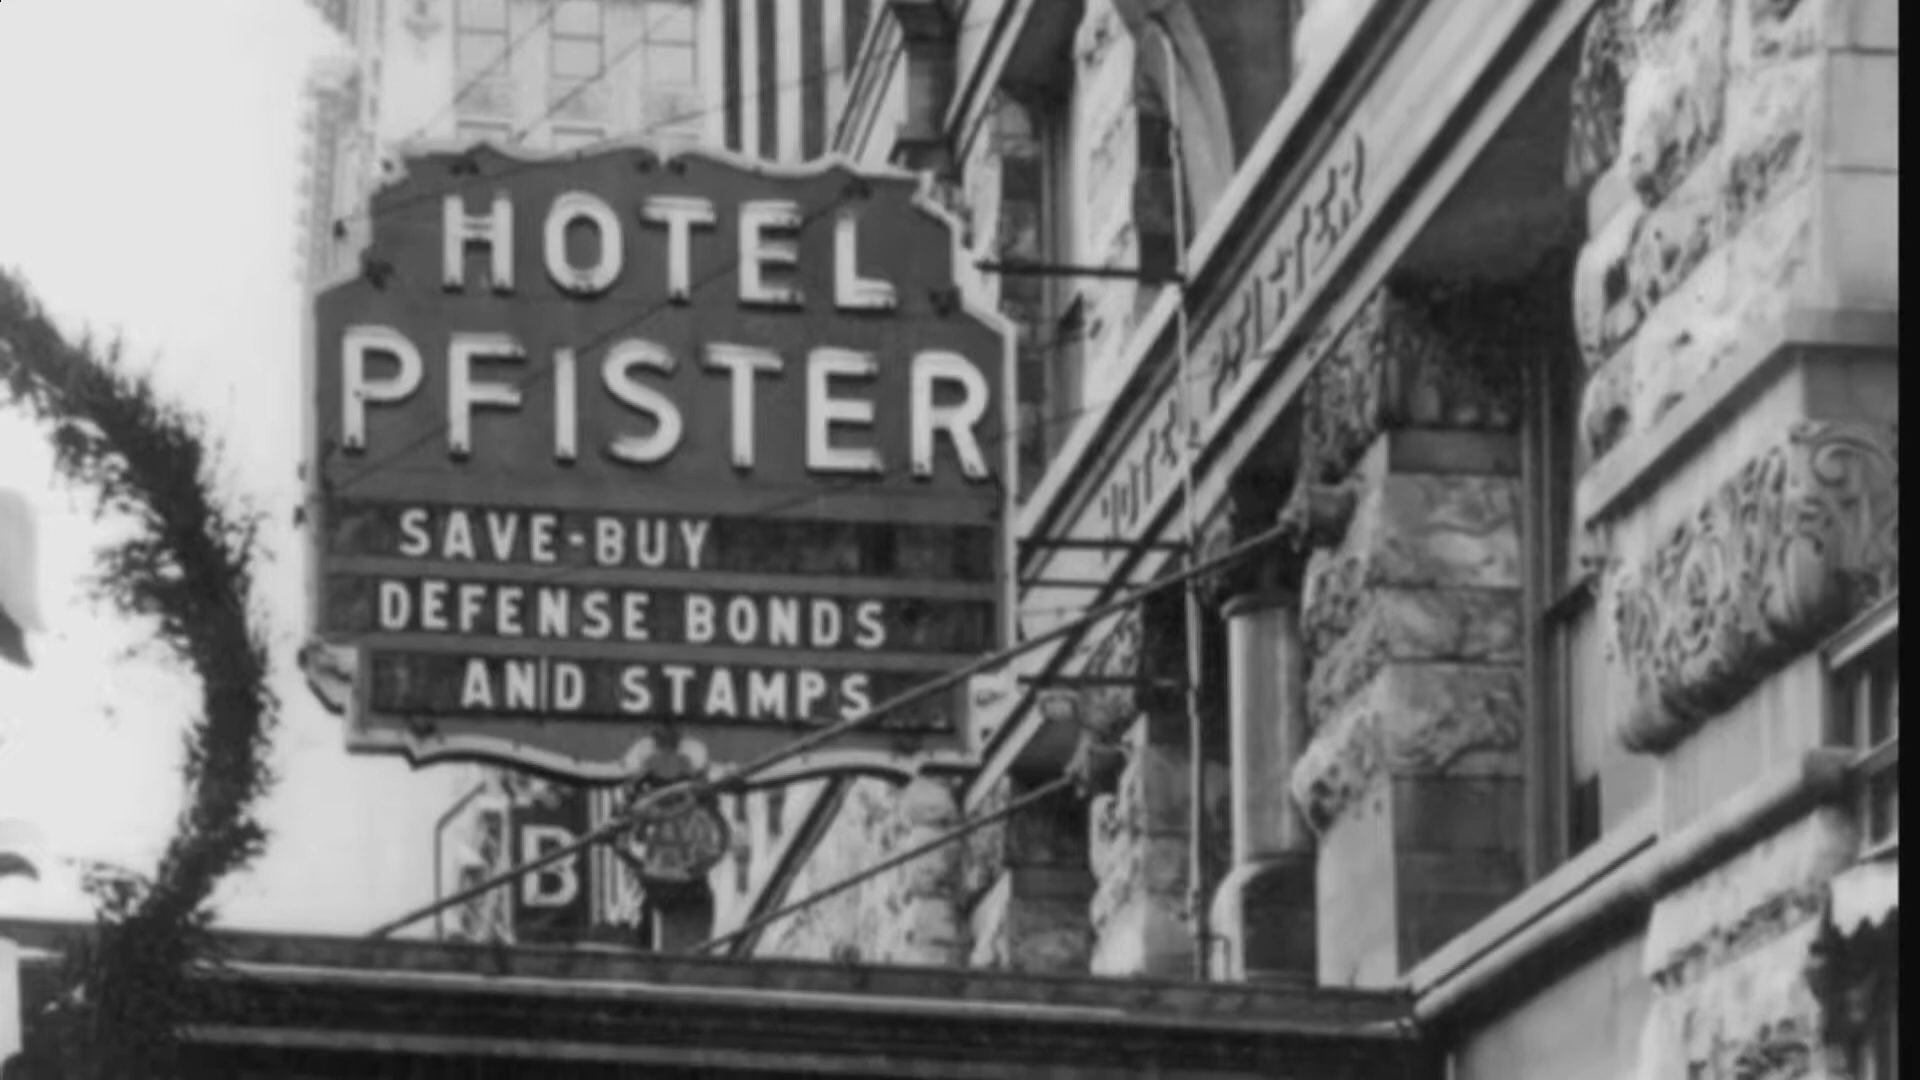 HOTEL
PFISTER
SAVE-BUY
DEFENSE BONDS
AND STAMPS
B